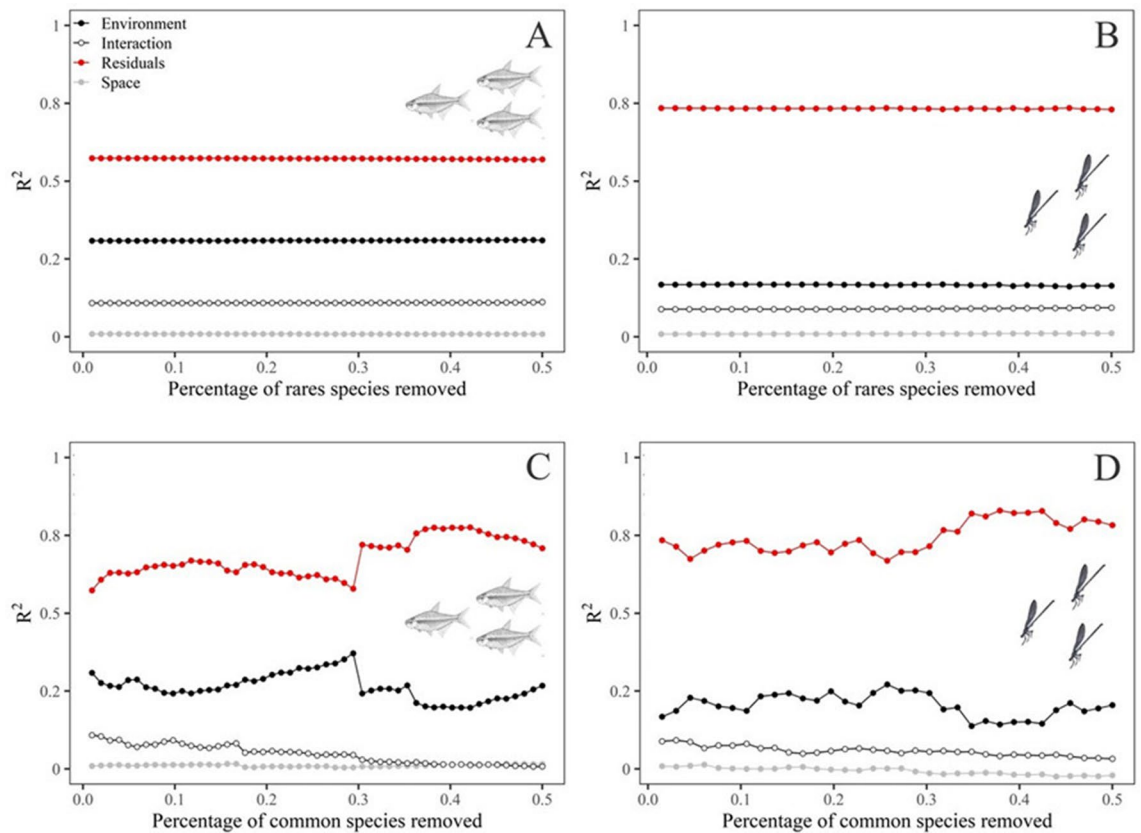 A
Environment
Interaction
Residuals
Space
1
0.8
0.5
0.2
0
R²
0.0 0.1 0.2 0.3 0.4 0.5
Percentage of rares species removed
B
1
0.8
0.5
0.2
0
R²
0.0 0.1 0.2 0.3 0.4 0.5
Percentage of rares species removed
C
1
0.8
0.5
0.2
0
R²
0.0 0.1 0.2 0.3 0.4 0.5
Percentage of common species removed
D
1
0.8
0.5
0.2
0
R²
0.0 0.1 0.2 0.3 0.4 0.5
Percentage of common species removed